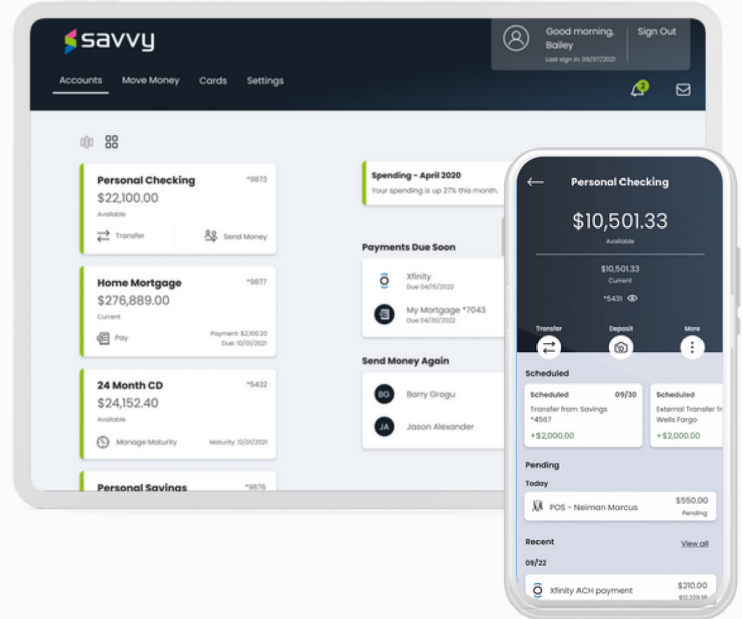 savvy
Good morning,
Bailey
Last sign in: 09/07/2021
Sign Out
Accounts Move Money Cards Settings
2
Personal Checking *9873
$22,100.00
Available
Transfer Send Money
Home Mortgage *9877
$276,889.00
Current
Pay
Payment: $2,100.20
Due: 10/01/2021
24 Month CD *5432
$24,152.40
Available
Manage Maturity Maturity: 12/01/2021
Personal Savings *9876
Spending - April 2020
Your spending is up 27% this month.
Payments Due Soon
Xfinity
Due 04/15/2022
My Mortgage *7043
Due 04/30/2022
Send Money Again
BG Barry Grogu
JA Jason Alexander
Personal Checking
$10,501.33
Available
$10,501.33
Current
*5431
Transfer Deposit More
Scheduled
Scheduled 09/30
Transfer from Savings
*4567
+$2,000.00
Scheduled
External Transfer fr
Wells Fargo
+$2,000.00
Pending
Today
POS - Neiman Marcus
$550.00
Pending
Recent View all
09/22
Xfinity ACH payment
$210.00